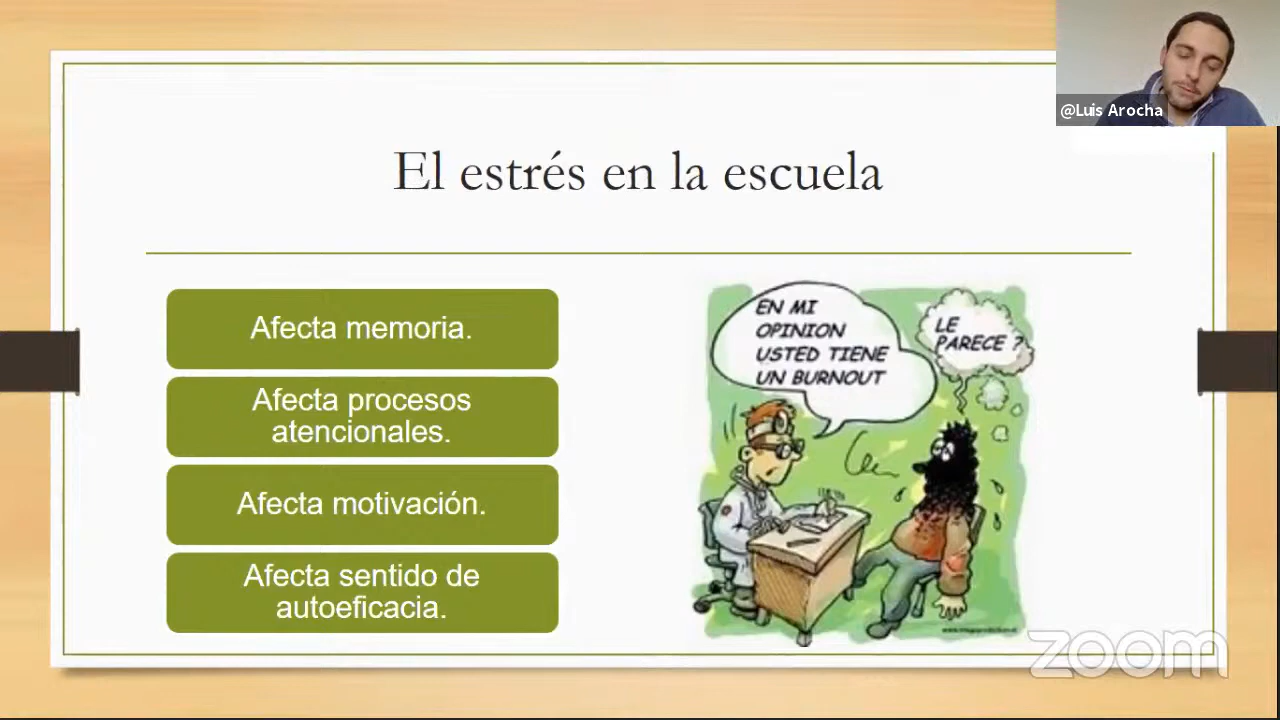 @Luis Arocha
El estrés en la escuela
Afecta memoria.
Afecta procesos
atencionales.
Afecta motivación.
Afecta sentido de
autoeficacia.
EN MI
OPINION
USTED TIENE
UN BURNOUT
LE
PARECE ?
zoom